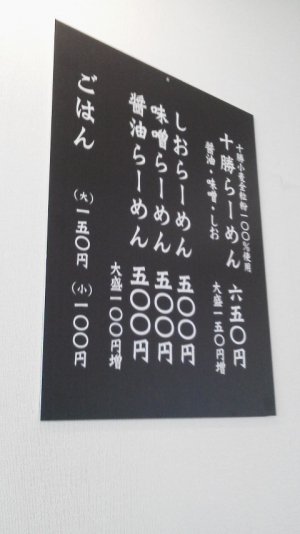 十勝小麦全粒粉一〇〇％使用
十勝らーめん 六五〇円
醤油・味噌・しお 大盛一五〇円増
しおらーめん 五〇〇円
味噌らーめん 五〇〇円
醤油らーめん 五〇〇円
大盛一〇〇円増
ごはん （大）一五〇円 （小）一〇〇円